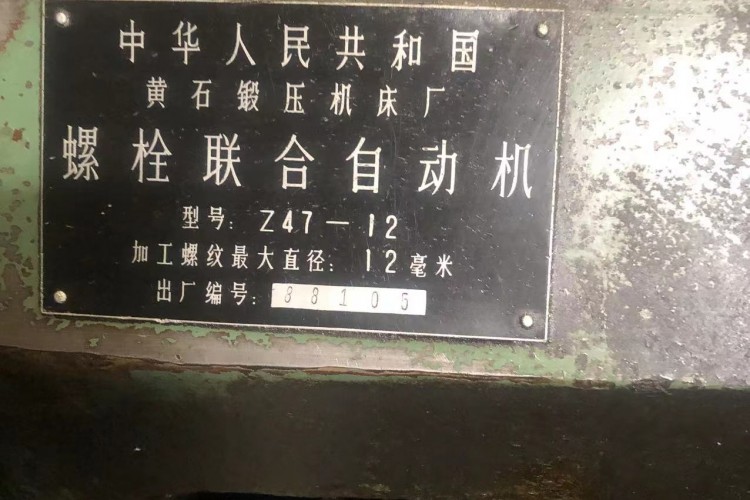 中华人民共和国
黄石锻压机床厂
螺栓联合自动机
型号：Z47—12
加工螺纹最大直径：12毫米
出厂编号：88105